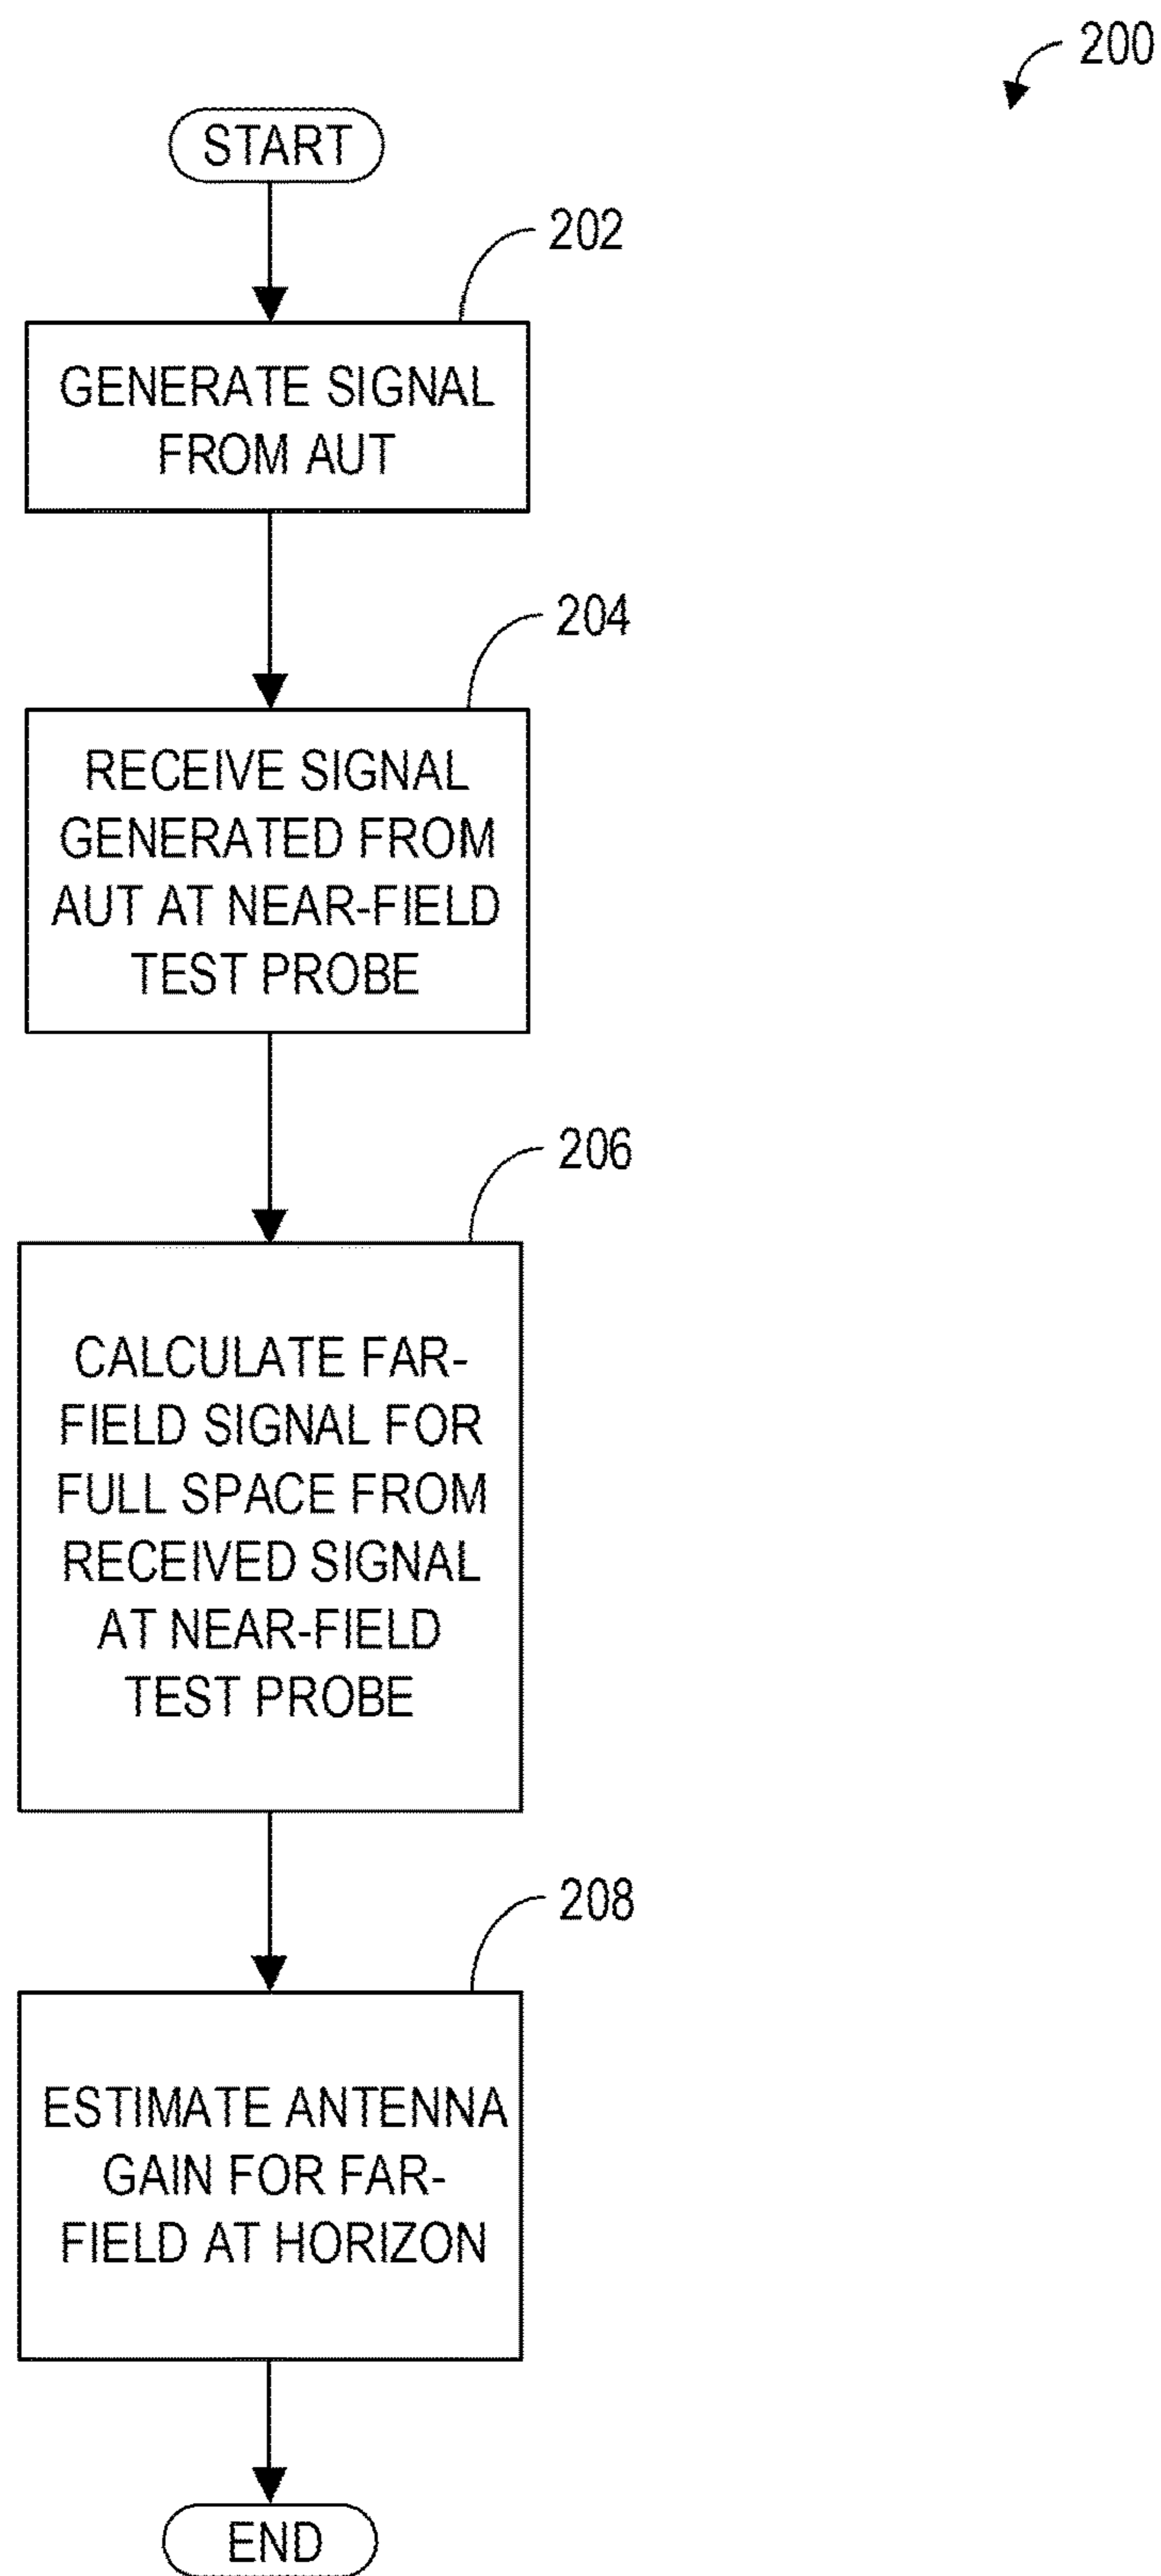 200
START
202
GENERATE SIGNAL
FROM AUT
204
RECEIVE SIGNAL
GENERATED FROM
AUT AT NEAR-FIELD
TEST PROBE
206
CALCULATE FAR-
FIELD SIGNAL FOR
FULL SPACE FROM
RECEIVED SIGNAL
AT NEAR-FIELD
TEST PROBE
208
ESTIMATE ANTENNA
GAIN FOR FAR-
FIELD AT HORIZON
END